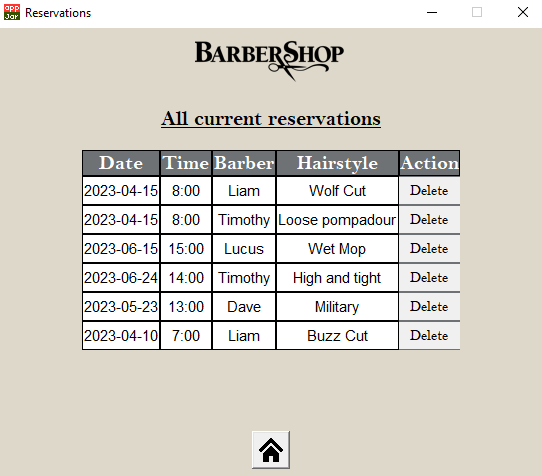 app
Jar
Reservations
BarberShop
All current reservations
Date Time Barber Hairstyle Action
2023-04-15 8:00 Liam Wolf Cut Delete
2023-04-15 8:00 Timothy Loose pompadour Delete
2023-06-15 15:00 Lucus Wet Mop Delete
2023-06-24 14:00 Timothy High and tight Delete
2023-05-23 13:00 Dave Military Delete
2023-04-10 7:00 Liam Buzz Cut Delete